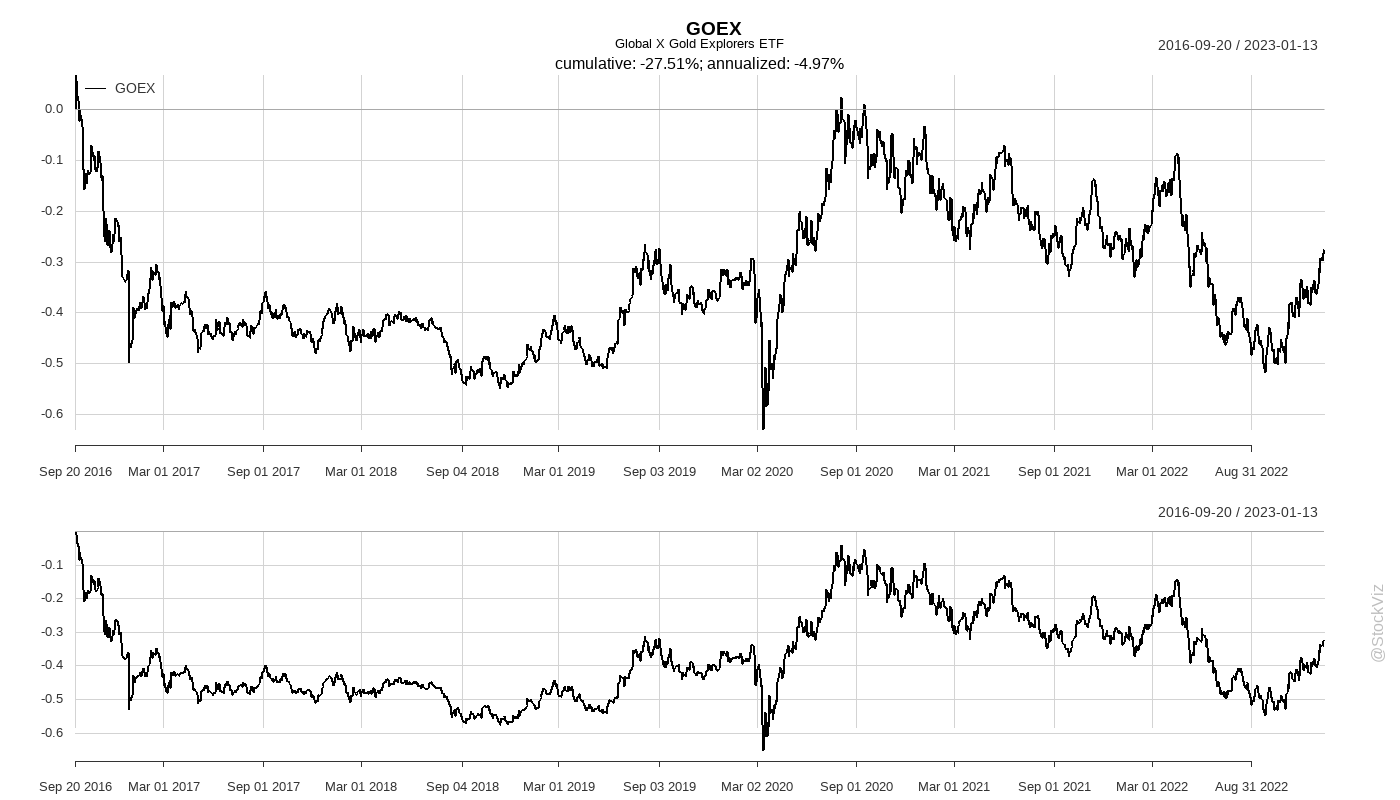 GOEX
Global X Gold Explorers ETF
2016-09-20 / 2023-01-13
cumulative: -27.51%; annualized: -4.97%
GOEX
0.0
-0.1
-0.2
-0.3
-0.4
-0.5
-0.6
Sep 20 2016 Mar 01 2017 Sep 01 2017 Mar 01 2018 Sep 04 2018 Mar 01 2019 Sep 03 2019 Mar 02 2020 Sep 01 2020 Mar 01 2021 Sep 01 2021 Mar 01 2022 Aug 31 2022
2016-09-20 / 2023-01-13
-0.1
-0.2
-0.3
-0.4
-0.5
-0.6
Sep 20 2016 Mar 01 2017 Sep 01 2017 Mar 01 2018 Sep 04 2018 Mar 01 2019 Sep 03 2019 Mar 02 2020 Sep 01 2020 Mar 01 2021 Sep 01 2021 Mar 01 2022 Aug 31 2022
@StockViz